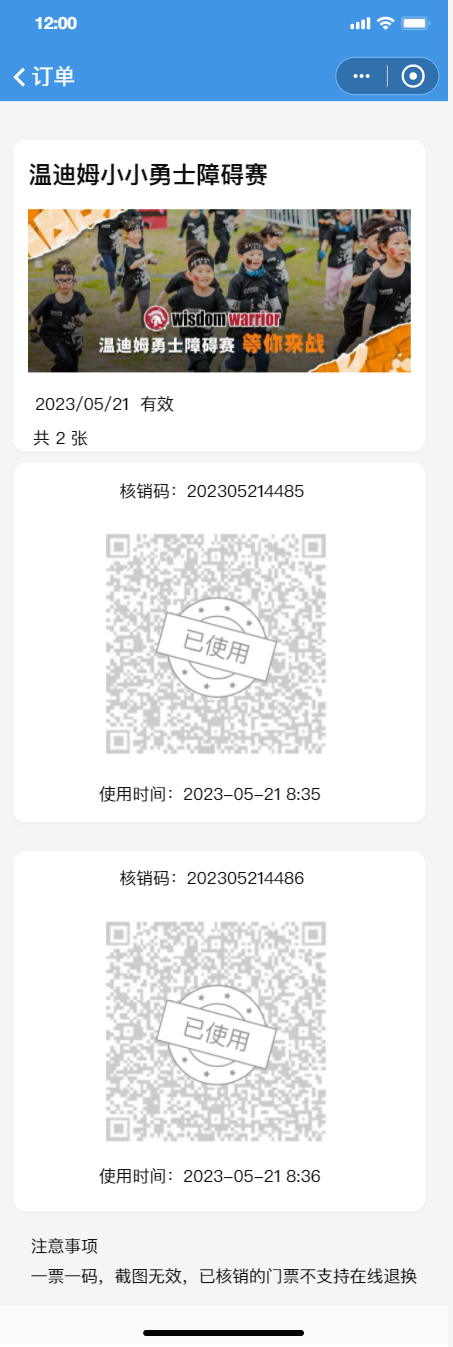 12:00
订单
温迪姆小小勇士障碍赛
wisdom warrior
温迪姆勇士障碍赛 等你来战
2023/05/21 有效
共 2 张
核销码：202305214485
已使用
使用时间：2023-05-21 8:35
核销码：202305214486
已使用
使用时间：2023-05-21 8:36
注意事项
一票一码，截图无效，已核销的门票不支持在线退换